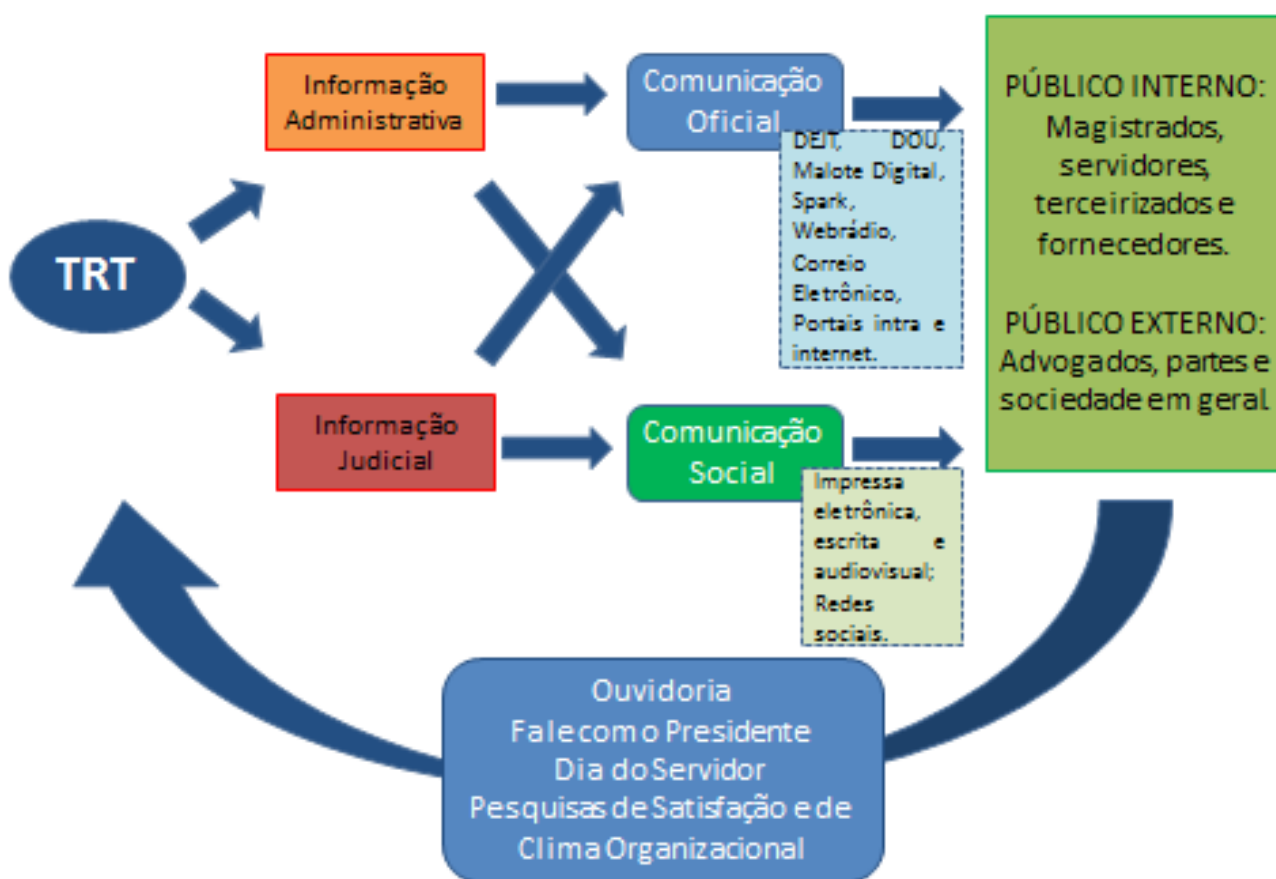 TRT
Informação
Administrativa
Informação
Judicial
Comunicação
Oficial
DEJT, DOU,
Malote Digital,
Spark,
Webrádio,
Correio
Eletrônico,
Portais intra e
internet.
Comunicação
Social
Impressa
eletrônica,
escrita e
audiovisual;
Redes
sociais.
PÚBLICO INTERNO:
Magistrados,
servidores,
terceirizados e
fornecedores.
PÚBLICO EXTERNO:
Advogados, partes e
sociedade em geral.
Ouvidoria
Fale com o Presidente
Dia do Servidor
Pesquisas de Satisfação e de
Clima Organizacional